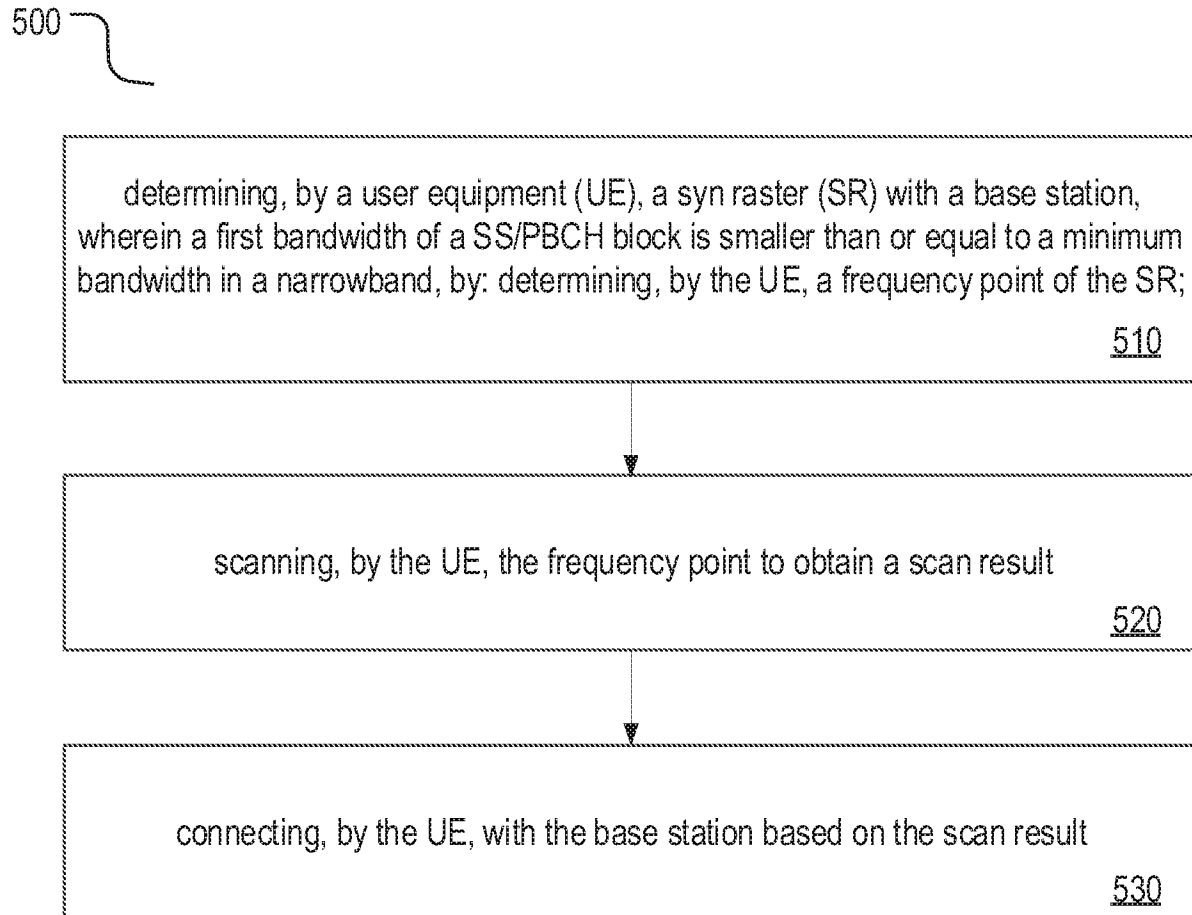 500
determining, by a user equipment (UE), a syn raster (SR) with a base station,
wherein a first bandwidth of a SS/PBCH block is smaller than or equal to a minimum
bandwidth in a narrowband, by: determining, by the UE, a frequency point of the SR;
510
scanning, by the UE, the frequency point to obtain a scan result
520
connecting, by the UE, with the base station based on the scan result
530